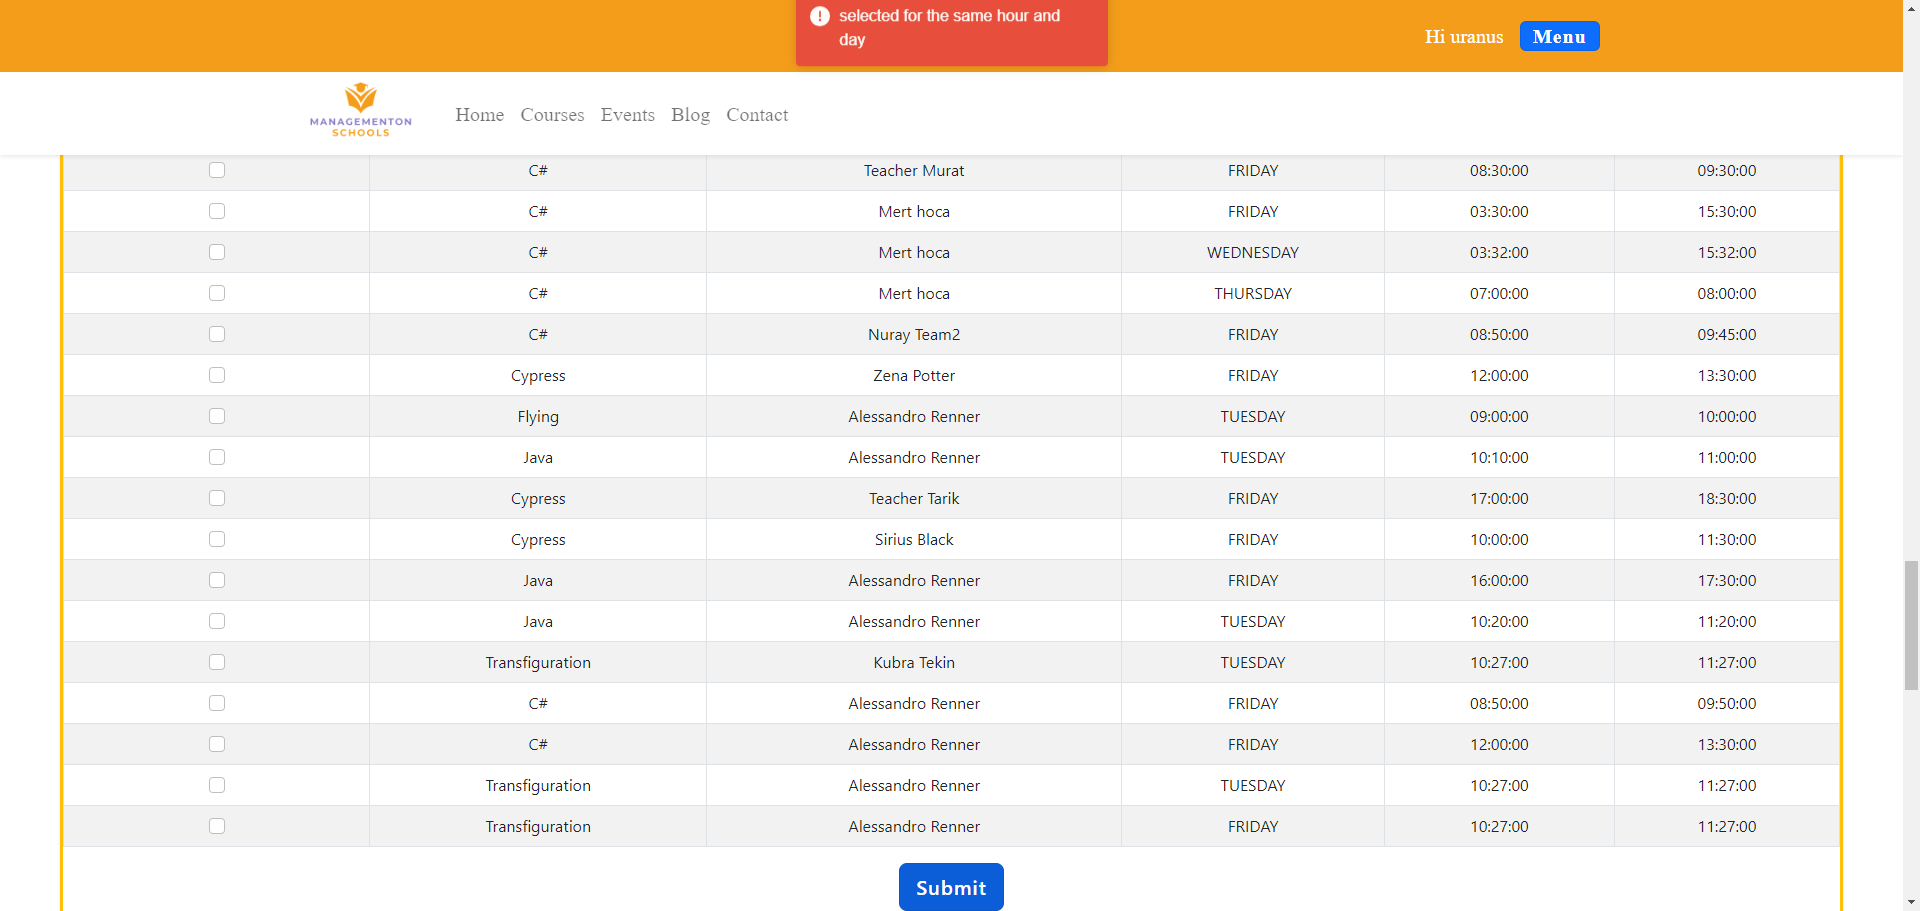 selected for the same hour and
day
Hi uranus Menu
MANAGEMENTON
SCHOOLS
Home Courses Events Blog Contact
C# Teacher Murat FRIDAY 08:30:00 09:30:00
C# Mert hoca FRIDAY 03:30:00 15:30:00
C# Mert hoca WEDNESDAY 03:32:00 15:32:00
C# Mert hoca THURSDAY 07:00:00 08:00:00
C# Nuray Team2 FRIDAY 08:50:00 09:45:00
Cypress Zena Potter FRIDAY 12:00:00 13:30:00
Flying Alessandro Renner TUESDAY 09:00:00 10:00:00
Java Alessandro Renner TUESDAY 10:10:00 11:00:00
Cypress Teacher Tarik FRIDAY 17:00:00 18:30:00
Cypress Sirius Black FRIDAY 10:00:00 11:30:00
Java Alessandro Renner FRIDAY 16:00:00 17:30:00
Java Alessandro Renner TUESDAY 10:20:00 11:20:00
Transfiguration Kubra Tekin TUESDAY 10:27:00 11:27:00
C# Alessandro Renner FRIDAY 08:50:00 09:50:00
C# Alessandro Renner FRIDAY 12:00:00 13:30:00
Transfiguration Alessandro Renner TUESDAY 10:27:00 11:27:00
Transfiguration Alessandro Renner FRIDAY 10:27:00 11:27:00
Submit